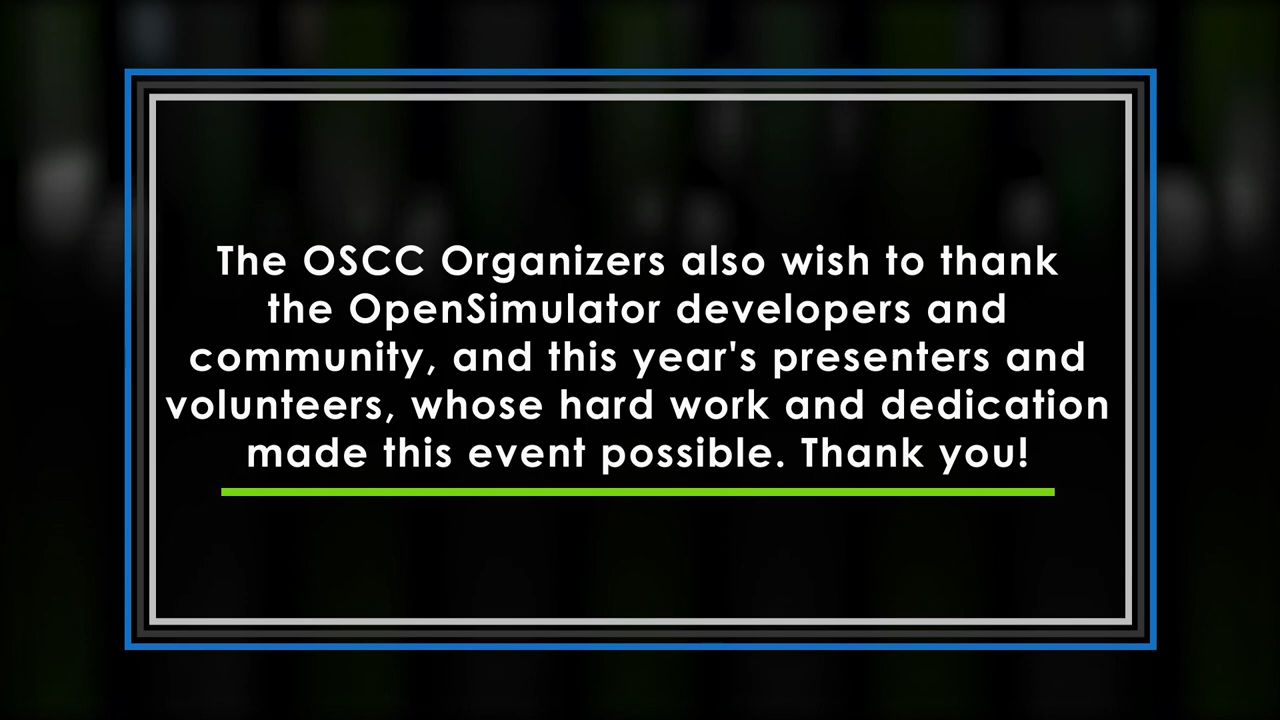 The OSCC Organizers also wish to thank
the OpenSimulator developers and
community, and this year's presenters and
volunteers, whose hard work and dedication
made this event possible. Thank you!